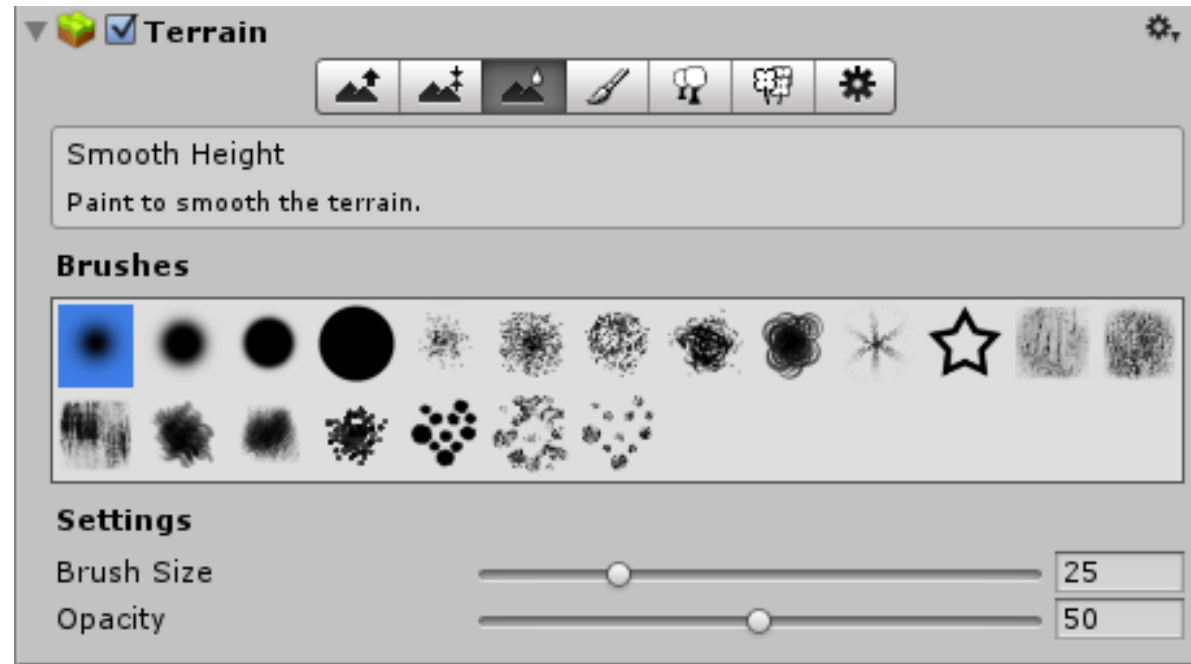 Terrain
Smooth Height
Paint to smooth the terrain.
Brushes
Settings
Brush Size 25
Opacity 50